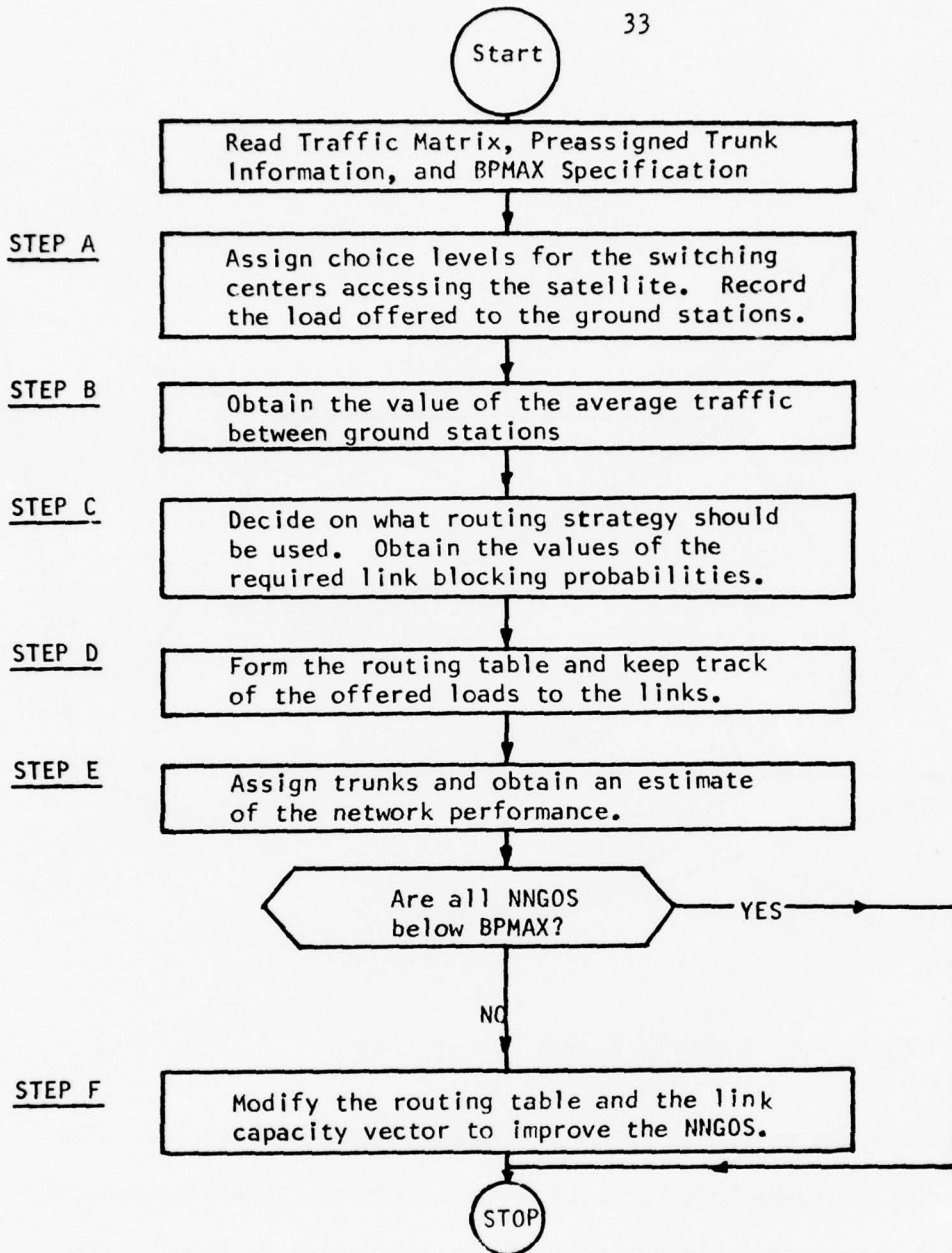 33
Start
Read Traffic Matrix, Preassigned Trunk
Information, and BPMAX Specification
STEP A
Assign choice levels for the switching
centers accessing the satellite. Record
the load offered to the ground stations.
STEP B
Obtain the value of the average traffic
between ground stations
STEP C
Decide on what routing strategy should
be used. Obtain the values of the
required link blocking probabilities.
STEP D
Form the routing table and keep track
of the offered loads to the links.
STEP E
Assign trunks and obtain an estimate
of the network performance.
Are all NNGOS
below BPMAX?
YES
NO
STEP F
Modify the routing table and the link
capacity vector to improve the NNGOS.
STOP